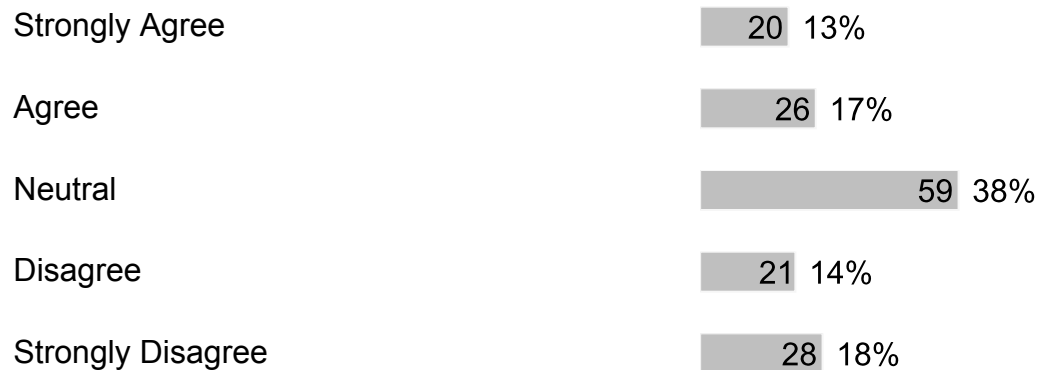 Strongly Agree 20 13%
Agree 26 17%
Neutral 59 38%
Disagree 21 14%
Strongly Disagree 28 18%